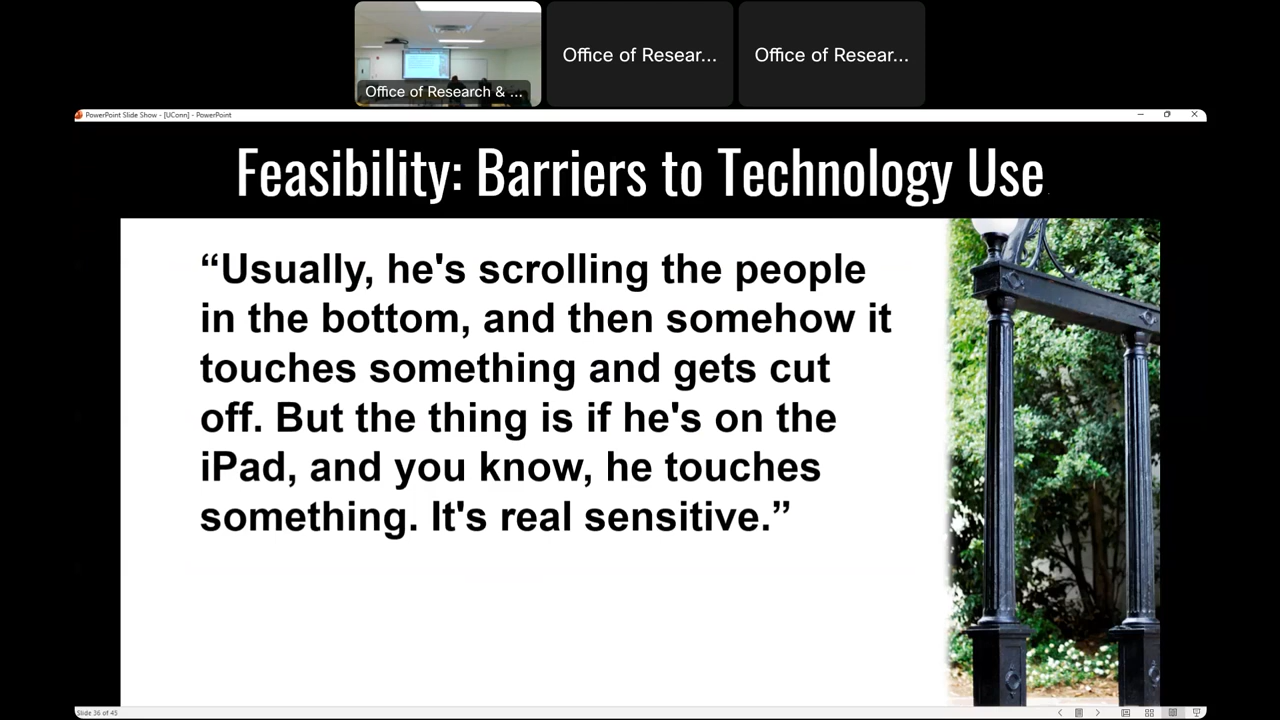 Office of Research & ...
Office of Resear...
Office of Resear...
PowerPoint Slide Show - [UConn] - PowerPoint
Feasibility: Barriers to Technology Use
“Usually, he's scrolling the people
in the bottom, and then somehow it
touches something and gets cut
off. But the thing is if he's on the
iPad, and you know, he touches
something. It's real sensitive.”
Slide 36 of 45